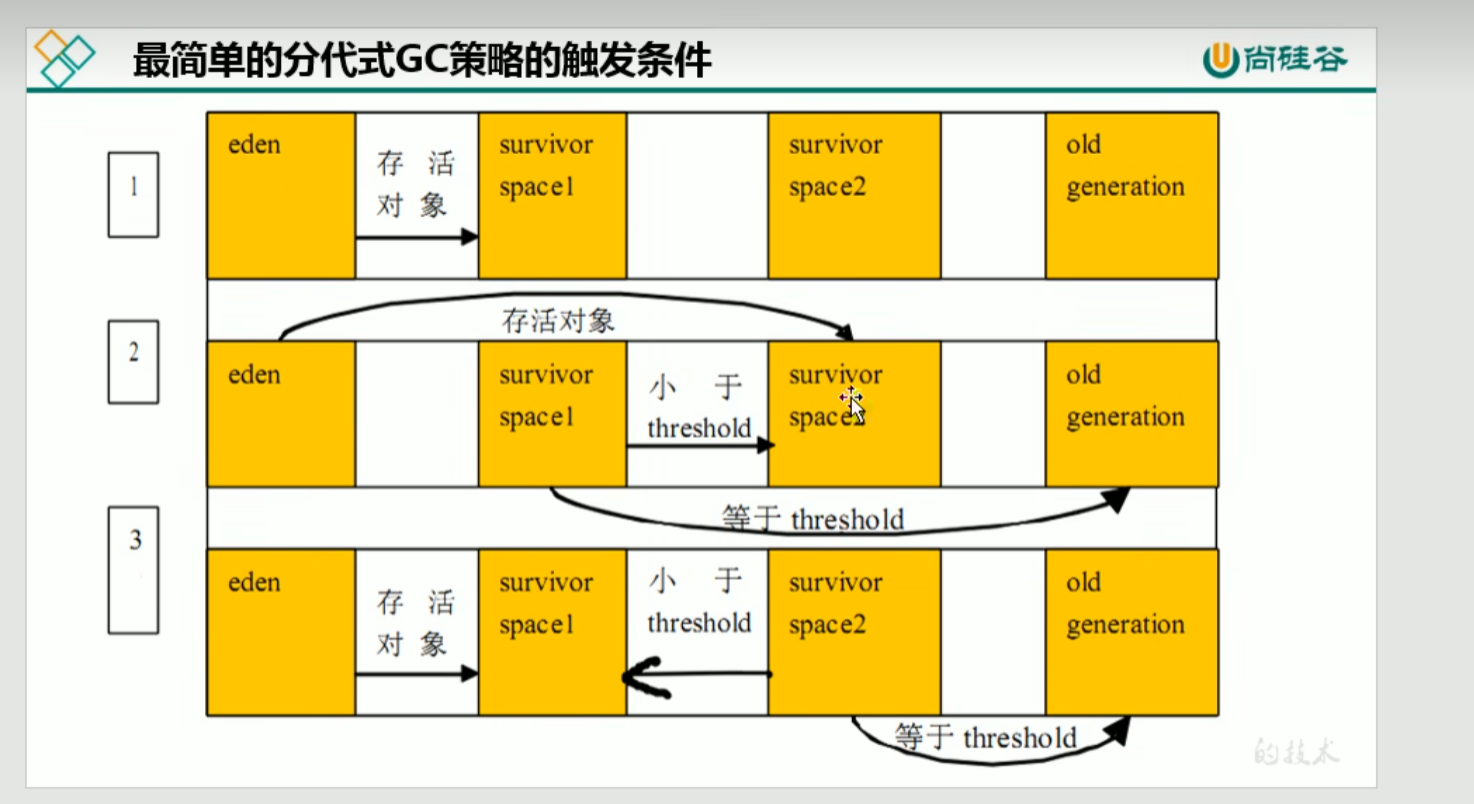 最简单的分代式GC策略的触发条件
尚硅谷
1
eden
存 活
对 象
survivor
space1
survivor
space2
old
generation
存活对象
2
eden
survivor
space1
小 于
threshold
survivor
space2
old
generation
等于 threshold
3
eden
存 活
对 象
survivor
space1
小 于
threshold
survivor
space2
old
generation
等于 threshold
的技术